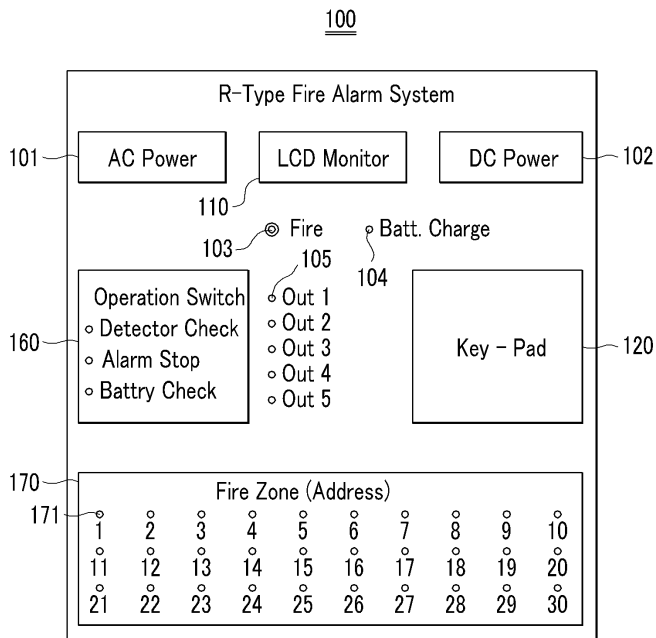 100
R-Type Fire Alarm System
101 AC Power LCD Monitor DC Power 102
110
103 Fire Batt. Charge
105 104
Operation Switch
Detector Check
Alarm Stop
Battry Check
160
Out 1
Out 2
Out 3
Out 4
Out 5
Key - Pad 120
170 Fire Zone (Address)
171
1 2 3 4 5 6 7 8 9 10
11 12 13 14 15 16 17 18 19 20
21 22 23 24 25 26 27 28 29 30